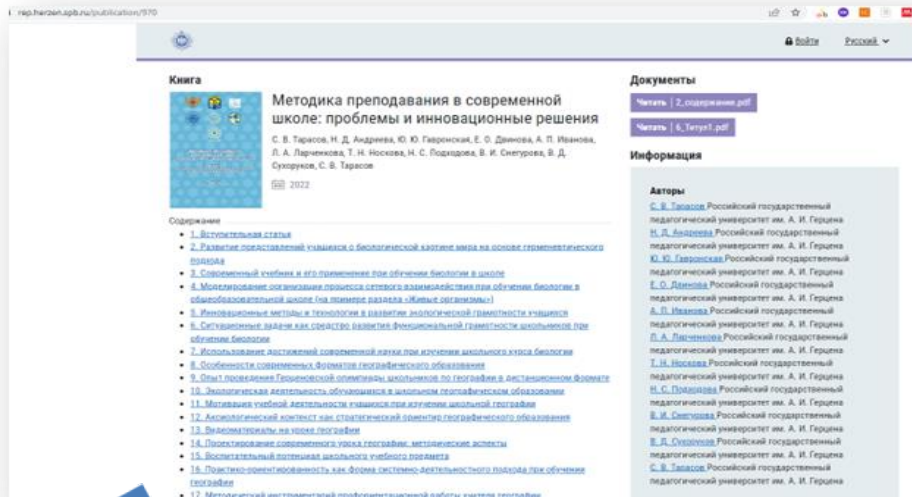 rep.herzen.spb.ru/publication/970
Войти
Русский
Книга
Методика преподавания в современной
школе: проблемы и инновационные решения
С. В. Тарасов, Н. Д. Андреева, Ю. Ю. Гавронская, Е. О. Двинова, А. П. Иванова,
Л. А. Ларченкова, Т. Н. Носкова, Н. С. Подходова, В. И. Снегурова, В. Д.
Сухоруков, С. В. Тарасов
2022
Содержание
1. Вступительная статья
2. Развитие представлений учащихся о биологической картине мира на основе герменевтического
подхода
3. Современный учебник и его применение при обучении биологии в школе
4. Моделирование организации процесса сетевого взаимодействия при обучении биологии в
общеобразовательной школе (на примере раздела «Живые организмы»)
5. Инновационные методы и технологии в развитии экологической грамотности учащихся
6. Ситуационные задачи как средство развития функциональной грамотности школьников при
обучении биологии
7. Использование достижений современной науки при изучении школьного курса биологии
8. Особенности современных форматов географического образования
9. Опыт проведения Герценовской олимпиады школьников по географии в дистанционном формате
10. Экологическая деятельность обучающихся в школьном географическом образовании
11. Мотивация учебной деятельности учащихся при изучении школьной географии
12. Аксиологический контекст как стратегический ориентир географического образования
13. Видеоматериалы на уроке географии
14. Проектирование современного урока географии: методические аспекты
15. Воспитательный потенциал школьного учебного предмета
16. Практико-ориентированность как форма системно-деятельностного подхода при обучении
географии
17. Методический инструментарий профориентационной работы учителя географии
Документы
Читать | 2_содержание.pdf
Читать | 6_Титул1.pdf
Информация
Авторы
С. В. Тарасов Российский государственный
педагогический университет им. А. И. Герцена
Н. Д. Андреева Российский государственный
педагогический университет им. А. И. Герцена
Ю. Ю. Гавронская Российский государственный
педагогический университет им. А. И. Герцена
Е. О. Двинова Российский государственный
педагогический университет им. А. И. Герцена
А. П. Иванова Российский государственный
педагогический университет им. А. И. Герцена
Л. А. Ларченкова Российский государственный
педагогический университет им. А. И. Герцена
Т. Н. Носкова Российский государственный
педагогический университет им. А. И. Герцена
Н. С. Подходова Российский государственный
педагогический университет им. А. И. Герцена
В. И. Снегурова Российский государственный
педагогический университет им. А. И. Герцена
В. Д. Сухоруков Российский государственный
педагогический университет им. А. И. Герцена
С. В. Тарасов Российский государственный
педагогический университет им. А. И. Герцена